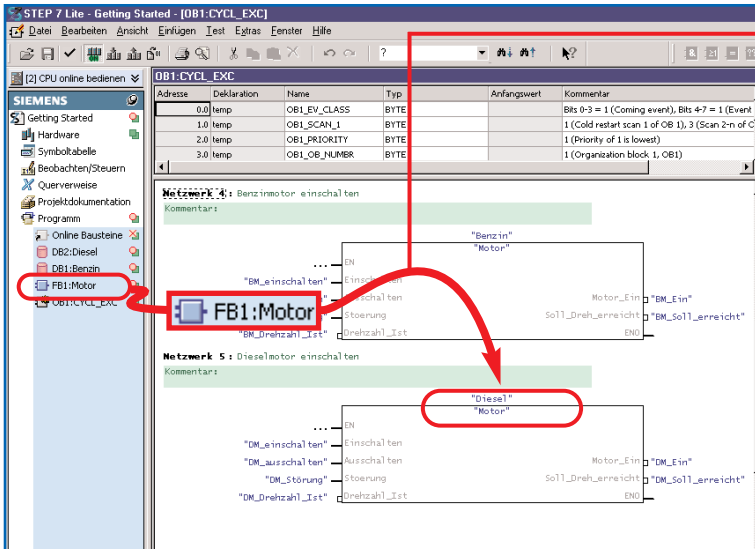 STEP 7 Lite - Getting Started - [OB1:CYCL_EXC]
Datei Bearbeiten Ansicht Einfügen Test Extras Fenster Hilfe
?
[2] CPU online bedienen
OB1:CYCL_EXC
SIEMENS
Getting Started
Hardware
Symboltabelle
Beobachten/Steuern
Querverweise
Projektdokumentation
Programm
Online Bausteine
DB2:Diesel
DB1:Benzin
FB1:Motor
OB1:CYCL_EXC
Adresse Deklaration Name Typ Anfangswert Kommentar
0.0 temp OB1_EV_CLASS BYTE Bits 0-3 = 1 (Coming event), Bits 4-7 = 1 (Event
1.0 temp OB1_SCAN_1 BYTE 1 (Cold restart scan 1 of OB 1), 3 (Scan 2-n of O
2.0 temp OB1_PRIORITY BYTE 1 (Priority of 1 is lowest)
3.0 temp OB1_OB_NUMBR BYTE 1 (Organization block 1, OB1)
Netzwerk 4: Benzinmotor einschalten
Kommentar:
"Benzin"
"Motor"
... EN
"BM_einschalten" Einschalten
schalten Motor_Ein "BM_Ein"
Stoerung Soll_Dreh_erreicht "BM_Soll_erreicht"
"BM_Drehzahl_Ist" Drehzahl_Ist ENO
FB1:Motor
Netzwerk 5: Dieselmotor einschalten
Kommentar:
"Diesel"
"Motor"
... EN
"DM_einschalten" Einschalten
"DM_ausschalten" Ausschalten Motor_Ein "DM_Ein"
"DM_Störung" Stoerung Soll_Dreh_erreicht "DM_Soll_erreicht"
"DM_Drehzahl_Ist" Drehzahl_Ist ENO